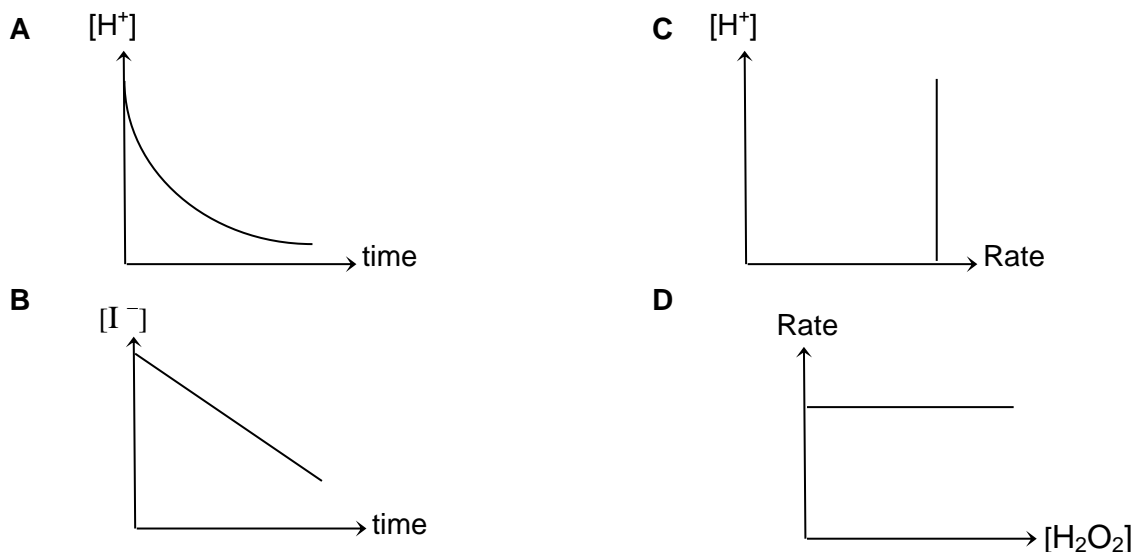 A
[H⁺]
time
C
[H⁺]
Rate
B
[I ⁻]
time
D
Rate
[H₂O₂]